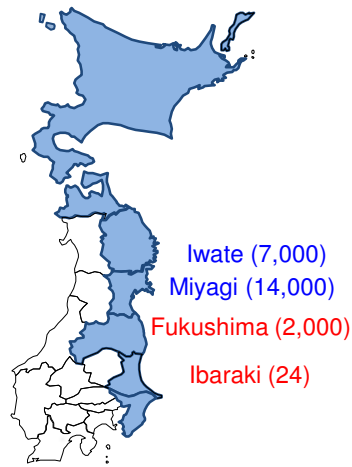 Iwate (7,000)
Miyagi (14,000)
Fukushima (2,000)
Ibaraki (24)